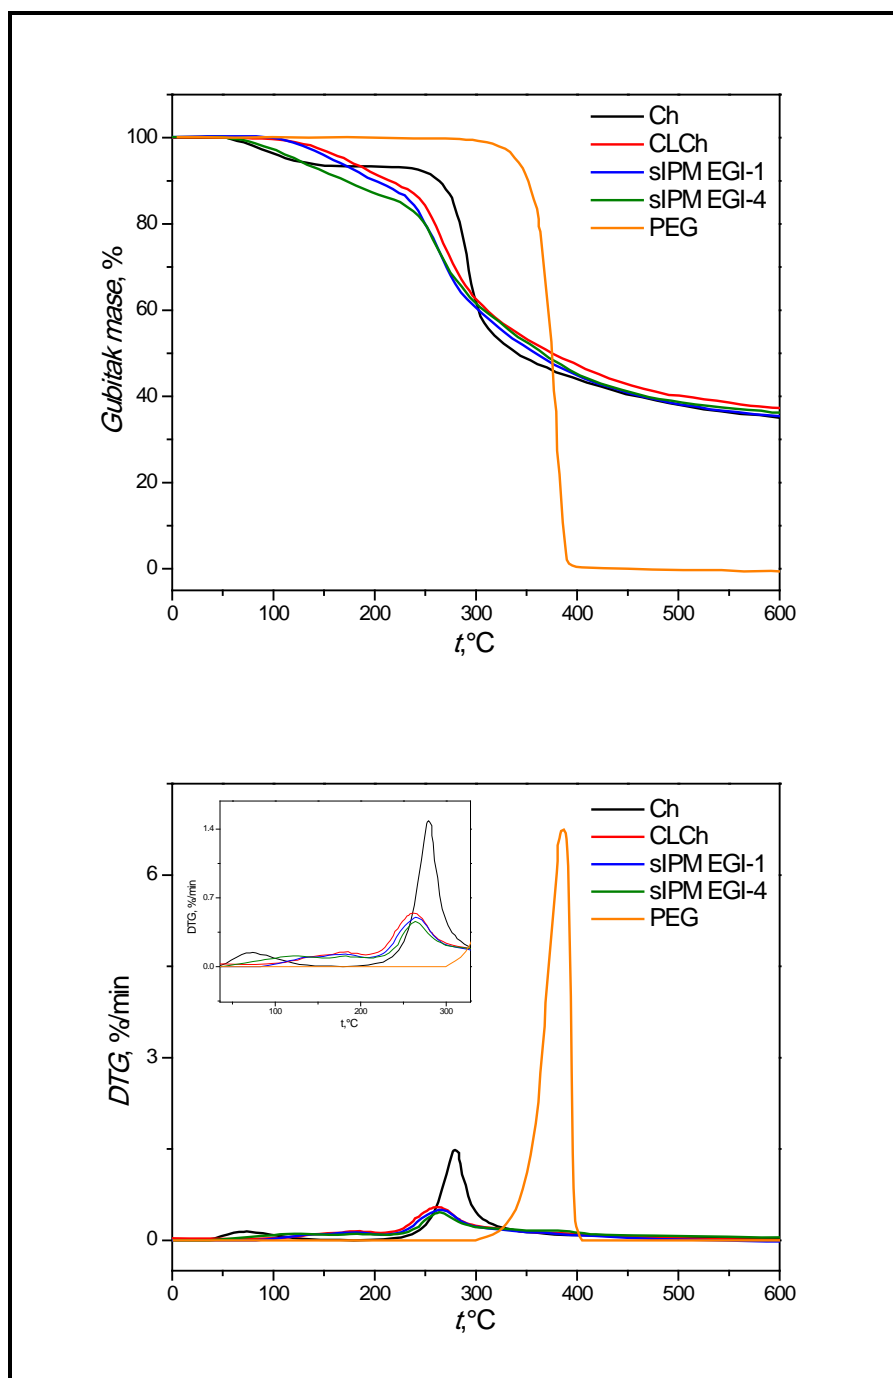 Ch
CLCh
sIPM EGI-1
sIPM EGI-4
PEG
100
80
60
40
20
0
Gubitak mase, %
0 100 200 300 400 500 600
t,°C
Ch
CLCh
sIPM EGI-1
sIPM EGI-4
PEG
1.4
0.7
0.0
DTG, %/min
100 200 300
t,°C
6
3
0
DTG, %/min
0 100 200 300 400 500 600
t,°C